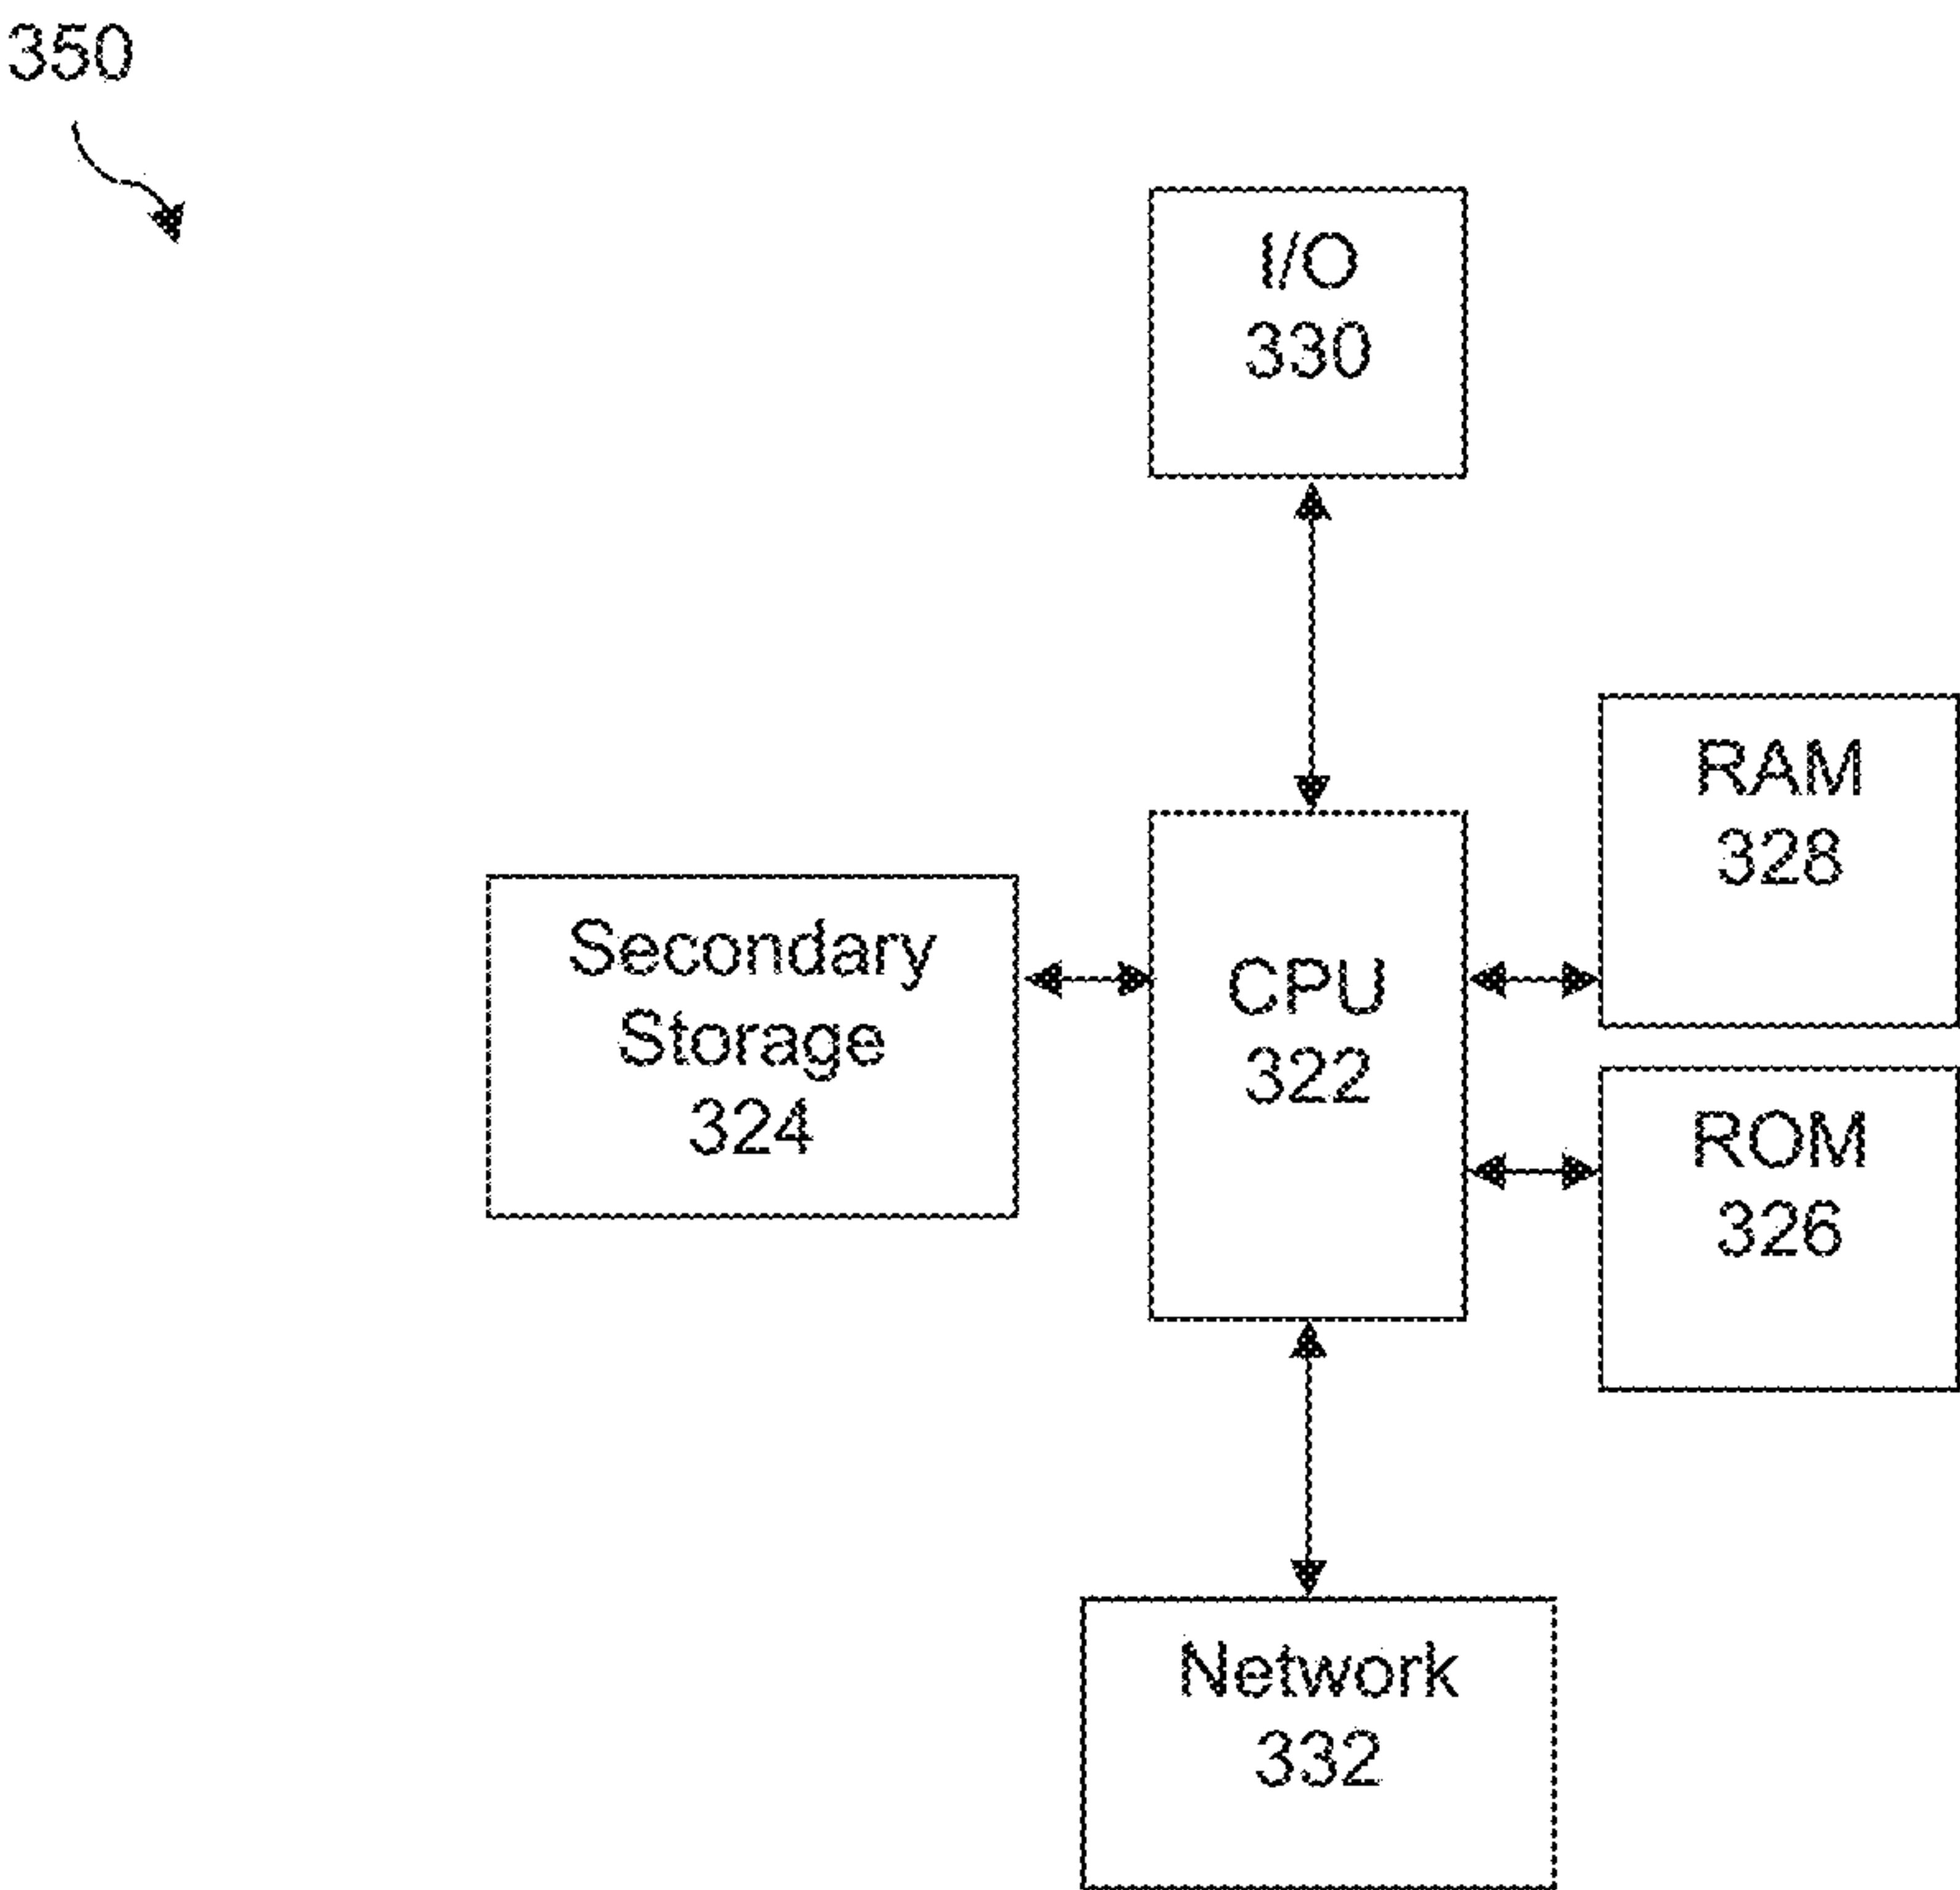 350
I/O
330
RAM
328
Secondary
Storage
324
CPU
322
ROM
326
Network
332